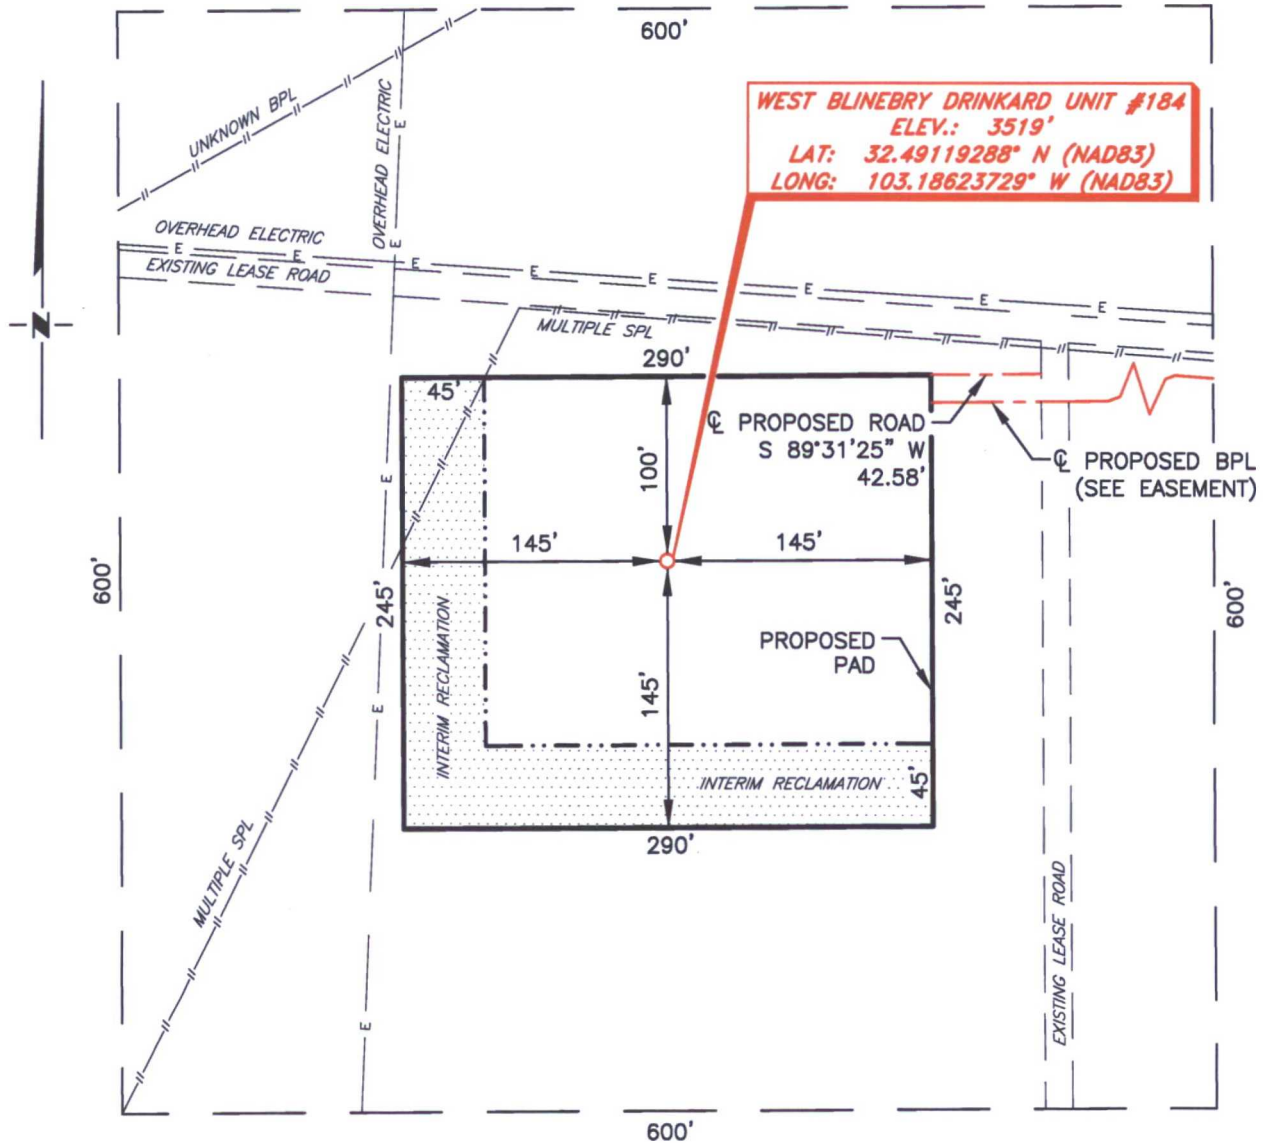 600'
WEST BLINEBRY DRINKARD UNIT #184
ELEV.: 3519'
LAT: 32.49119288° N (NAD83)
LONG: 103.18623729° W (NAD83)
UNKNOWN BPL
OVERHEAD ELECTRIC
E
E
OVERHEAD ELECTRIC
E
E
E
E
E
E
E
E
EXISTING LEASE ROAD
N
MULTIPLE SPL
290'
45'
100'
℄ PROPOSED ROAD
S 89°31'25" W
42.58'
℄ PROPOSED BPL
(SEE EASEMENT)
E
145'
145'
600'
245'
245'
600'
INTERIM RECLAMATION
PROPOSED
PAD
145'
E
INTERIM RECLAMATION
45'
290'
MULTIPLE SPL
EXISTING LEASE ROAD
E
600'